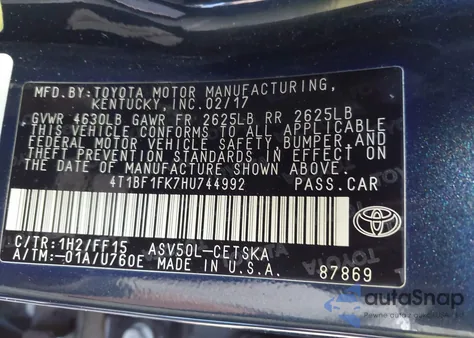 MFD.BY:TOYOTA MOTOR MANUFACTURING,
KENTUCKY, INC.02/17
GVWR 4630LB GAWR FR 2625LB RR 2625LB
THIS VEHICLE CONFORMS TO ALL APPLICABLE
FEDERAL MOTOR VEHICLE SAFETY,BUMPER,AND
THEFT PREVENTION STANDARDS IN EFFECT ON
THE DATE OF MANUFACTURE SHOWN ABOVE.
4T1BF1FK7HU744992 PASS.CAR
C/TR:1H2/FF15 ASV50L-CETSKA
A/TM:-01A/U760E MADE IN U.S.A. 87869
TOYOTA
autoSnap